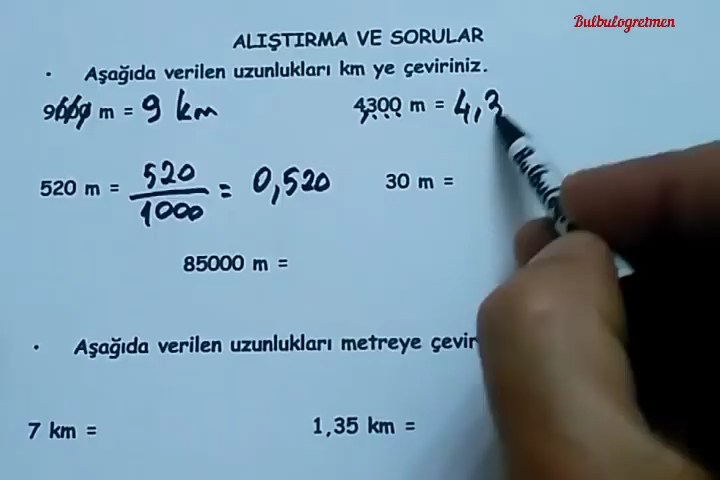 Bulbulogretmen
ALIŞTIRMA VE SORULAR
· Aşağıda verilen uzunlukları km ye çeviriniz.
9000 m = 9 km
4300 m = 4,3
520 m = 520/1000 = 0,520
30 m =
85000 m =
· Aşağıda verilen uzunlukları metreye çevir
7 km =
1,35 km =